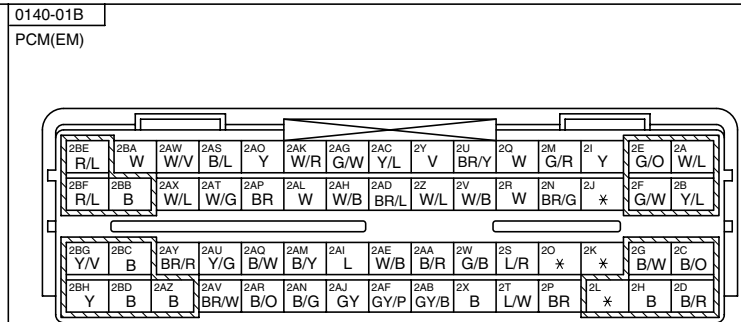 0140-01B
PCM(EM)
2BE 2BA 2AW 2AS 2AO 2AK 2AG 2AC 2Y 2U 2Q 2M 2I 2E 2A
R/L W W/V B/L Y W/R G/W Y/L V BR/Y W G/R Y G/O W/L
2BF 2BB 2AX 2AT 2AP 2AL 2AH 2AD 2Z 2V 2R 2N 2J 2F 2B
R/L B W/L W/G BR W W/B BR/L W/L W/B W BR/G * G/W Y/L
2BG 2BC 2AY 2AU 2AQ 2AM 2AI 2AE 2AA 2W 2S 2O 2K 2G 2C
Y/V B BR/R Y/G B/W B/Y L W/B B/R G/B L/R * * B/W B/O
2BH 2BD 2AZ 2AV 2AR 2AN 2AJ 2AF 2AB 2X 2T 2P 2L 2H 2D
Y B B BR/W B/O B/G GY GY/P GY/B B L/W BR * B B/R